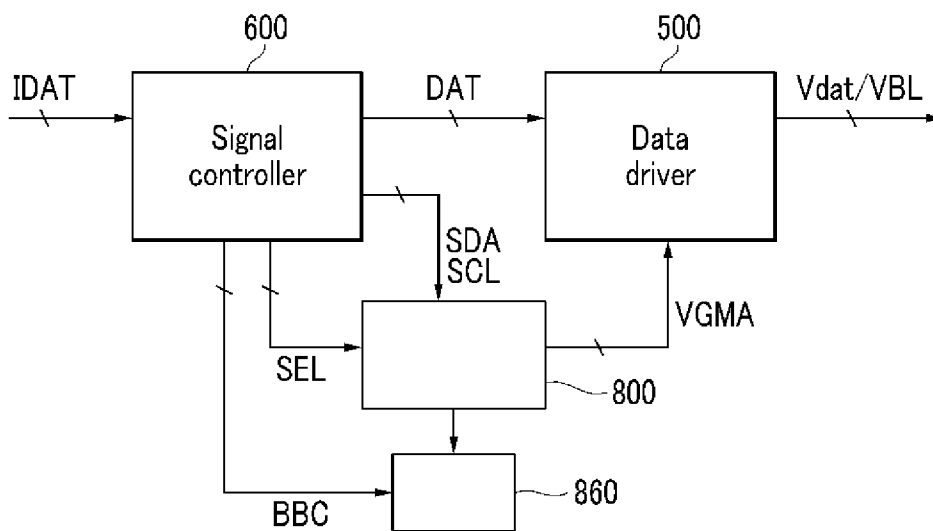 600
500
IDAT
DAT
Vdat/VBL
Signal
controller
Data
driver
SDA
SCL
VGMA
SEL
800
BBC
860